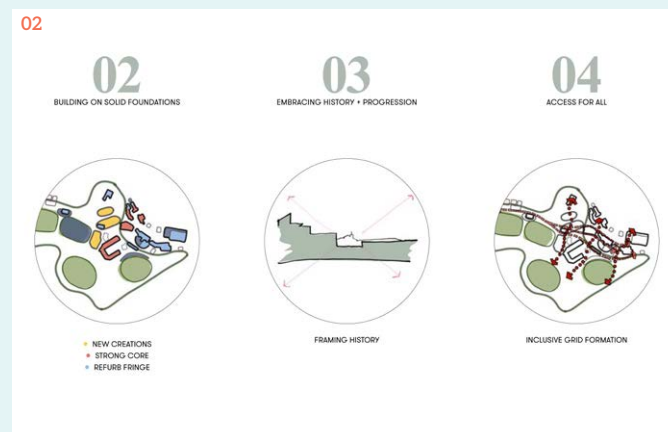 02
02
BUILDING ON SOLID FOUNDATIONS
NEW CREATIONS
STRONG CORE
REFURB FRINGE
03
EMBRACING HISTORY + PROGRESSION
FRAMING HISTORY
04
ACCESS FOR ALL
INCLUSIVE GRID FORMATION